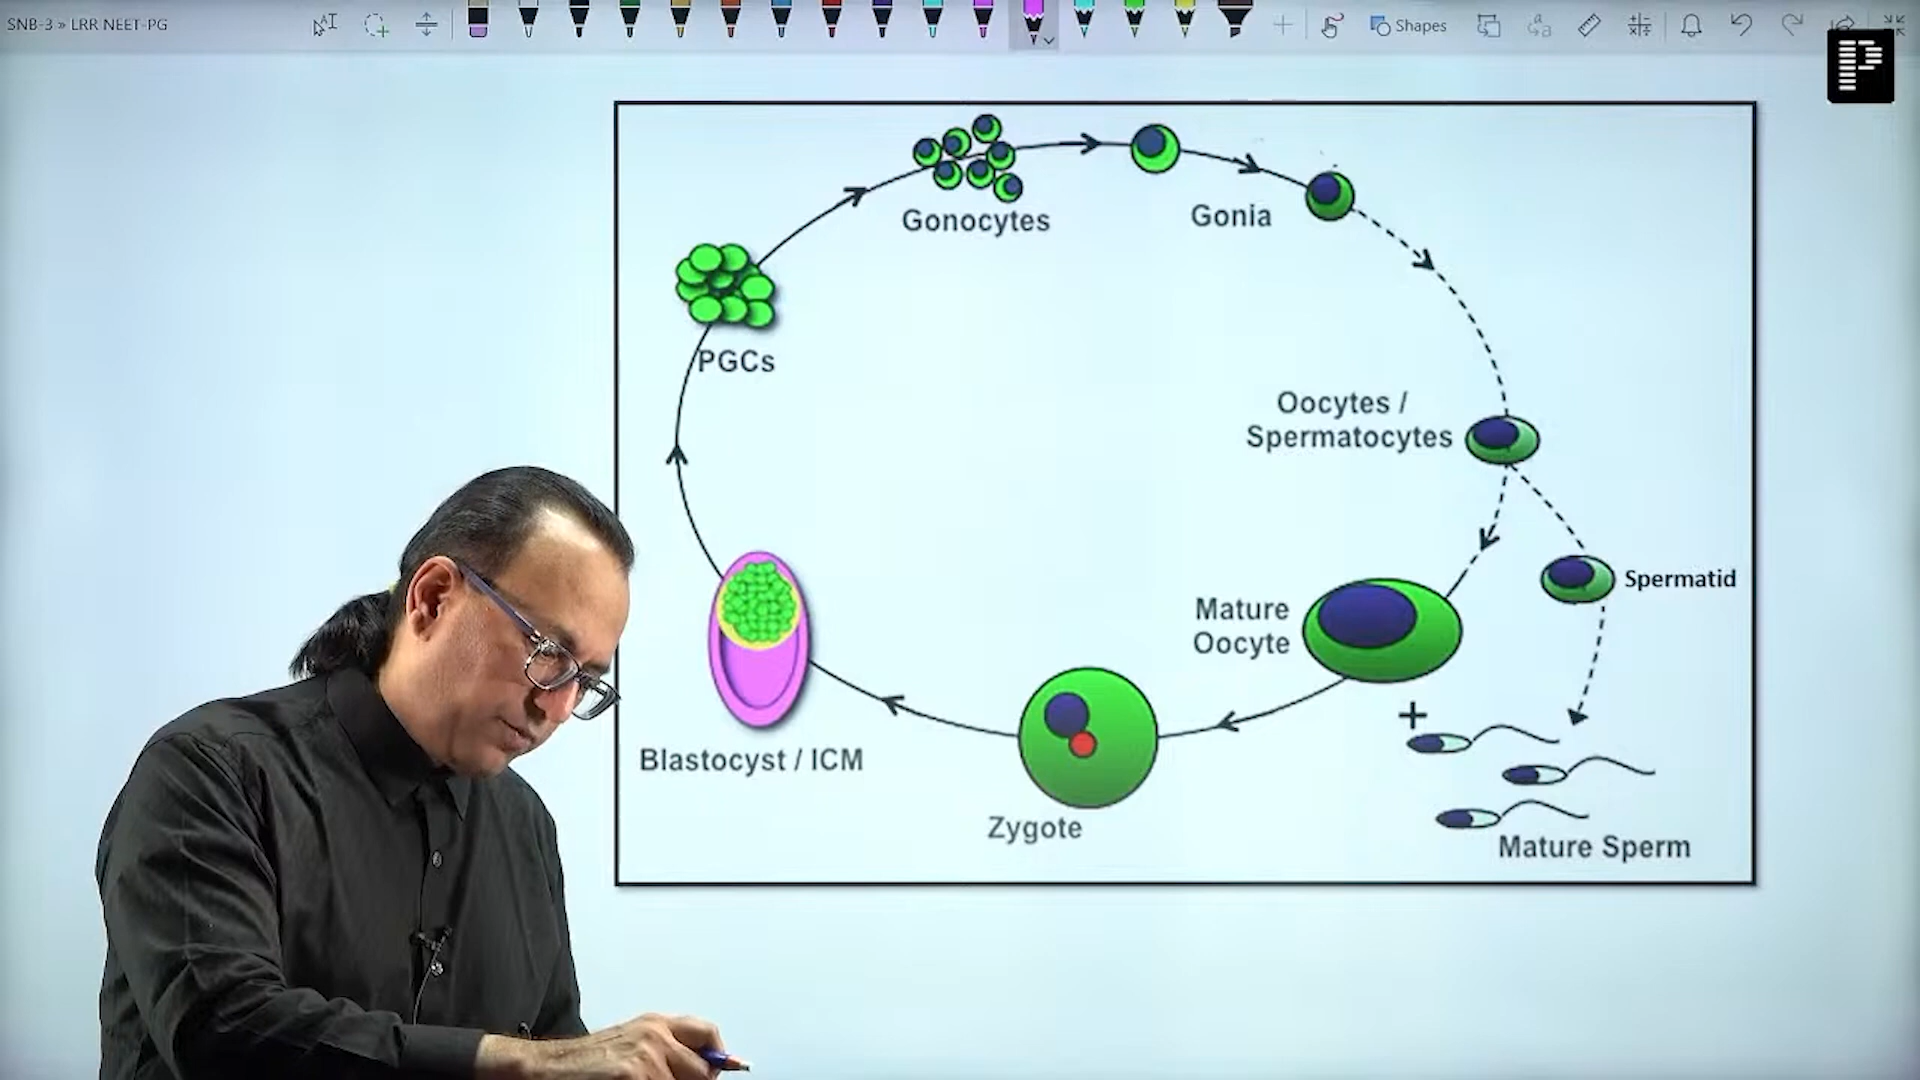 SNB-3 » LRR NEET-PG
Shapes
P
Gonocytes
Gonia
PGCs
Oocytes /
Spermatocytes
Spermatid
Mature
Oocyte
+
Blastocyst / ICM
Zygote
Mature Sperm